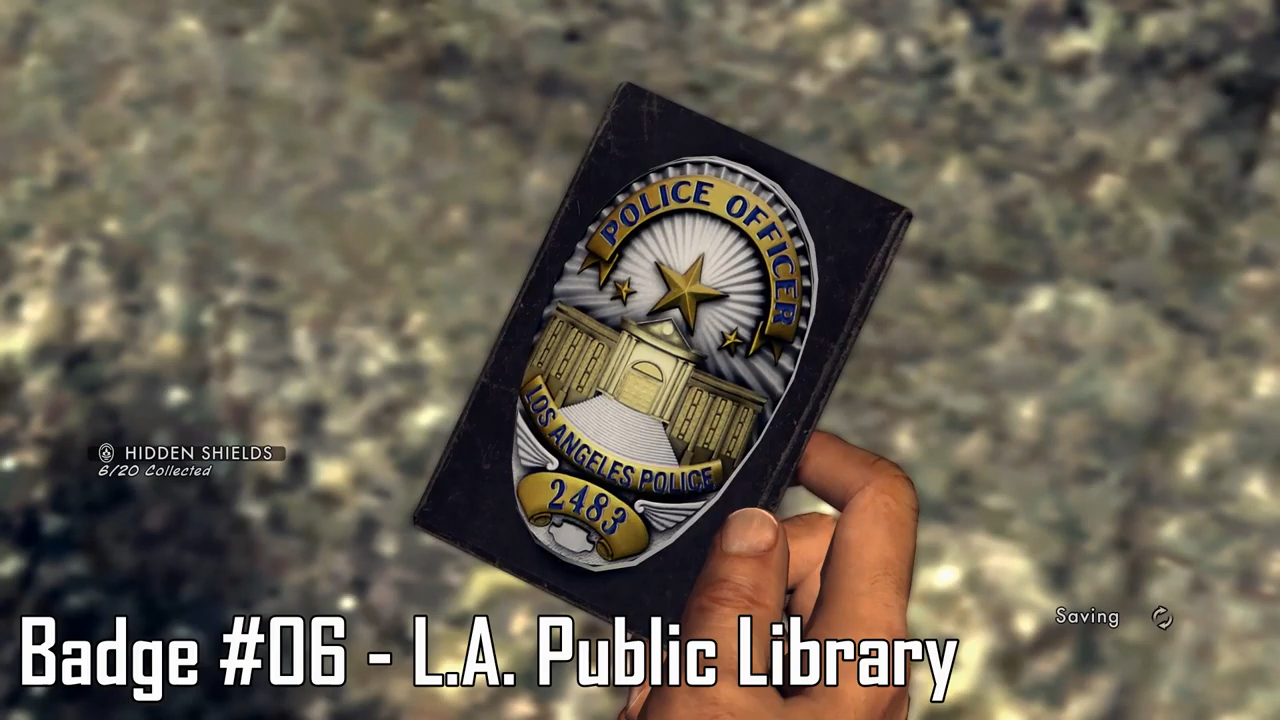 POLICE OFFICER
LOS ANGELES POLICE
2483
HIDDEN SHIELDS
6/20 Collected
Saving
Badge #06 - L.A. Public Library